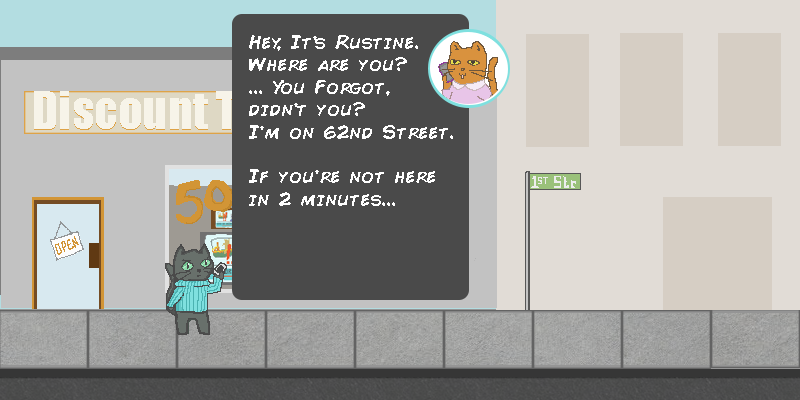 Hey, It's Rustine.
Where are you?
... You Forgot,
didn't you?
I'm on 62nd Street.
If you're not here
in 2 minutes...
Discount T
50
OPEN
1ST Str